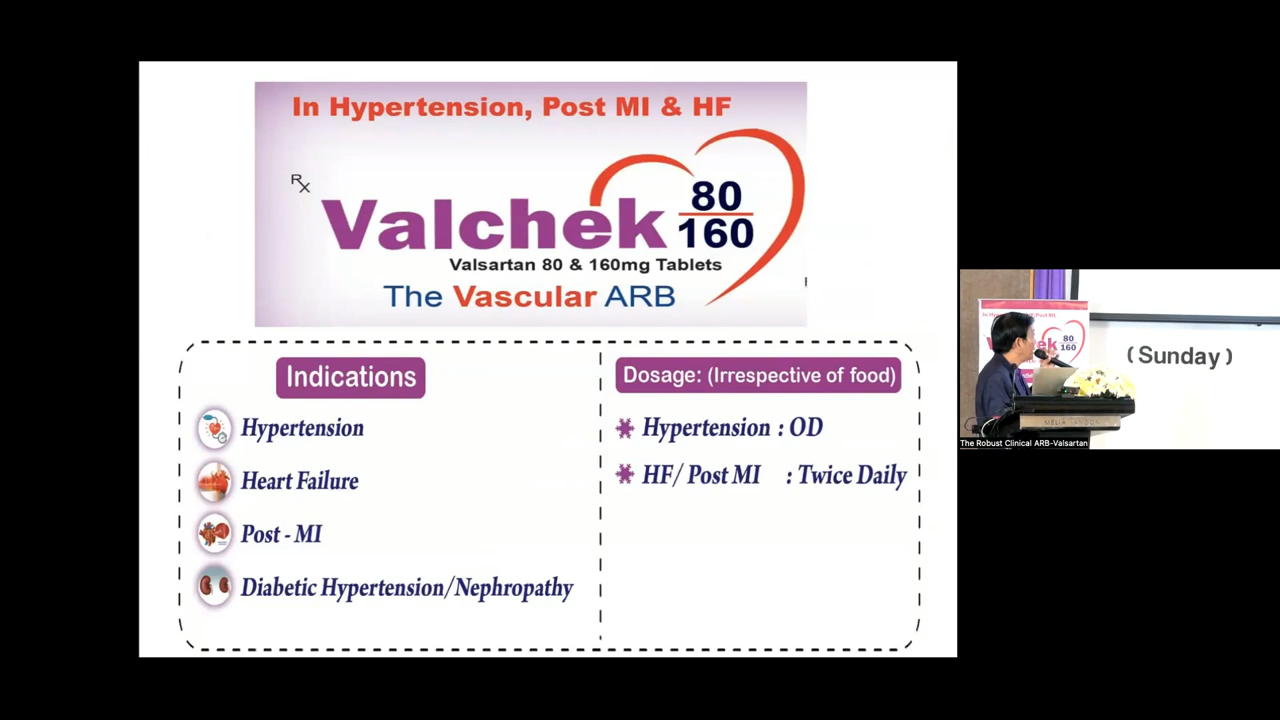 In Hypertension, Post MI & HF
Rx
Valchek 80
160
Valsartan 80 & 160mg Tablets
The Vascular ARB
Indications
Hypertension
Heart Failure
Post - MI
Diabetic Hypertension/Nephropathy
Dosage: (Irrespective of food)
Hypertension : OD
HF/ Post MI : Twice Daily
80
160
(Sunday)
The Robust Clinical ARB-Valsartan